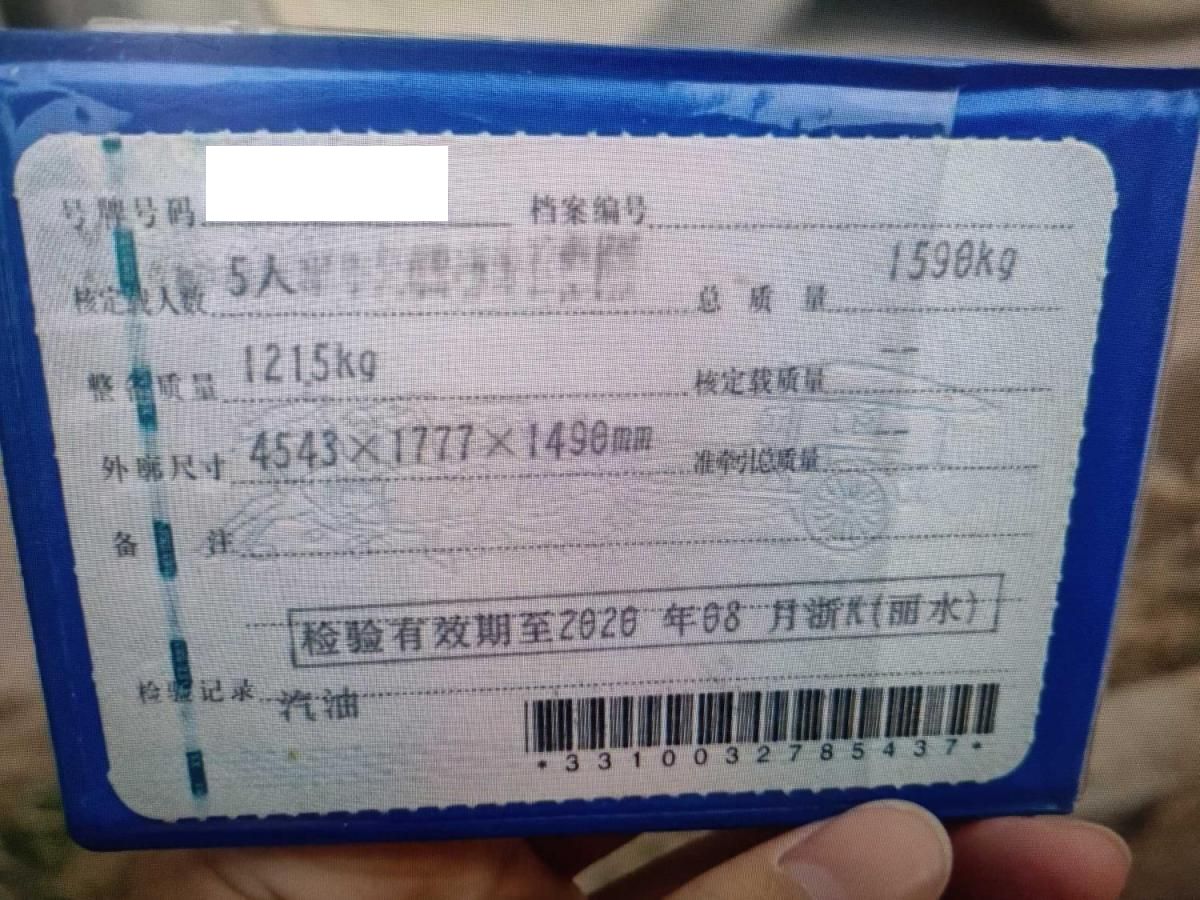 号牌号码 档案编号
核定载人数 5人 总质量 1590kg
整备质量 1215kg 核定载质量 --
外廓尺寸 4543×1777×1490mm 准牵引总质量 --
备注
检验有效期至2020年08月浙K(丽水)
检验记录 汽油
*3310032785437*